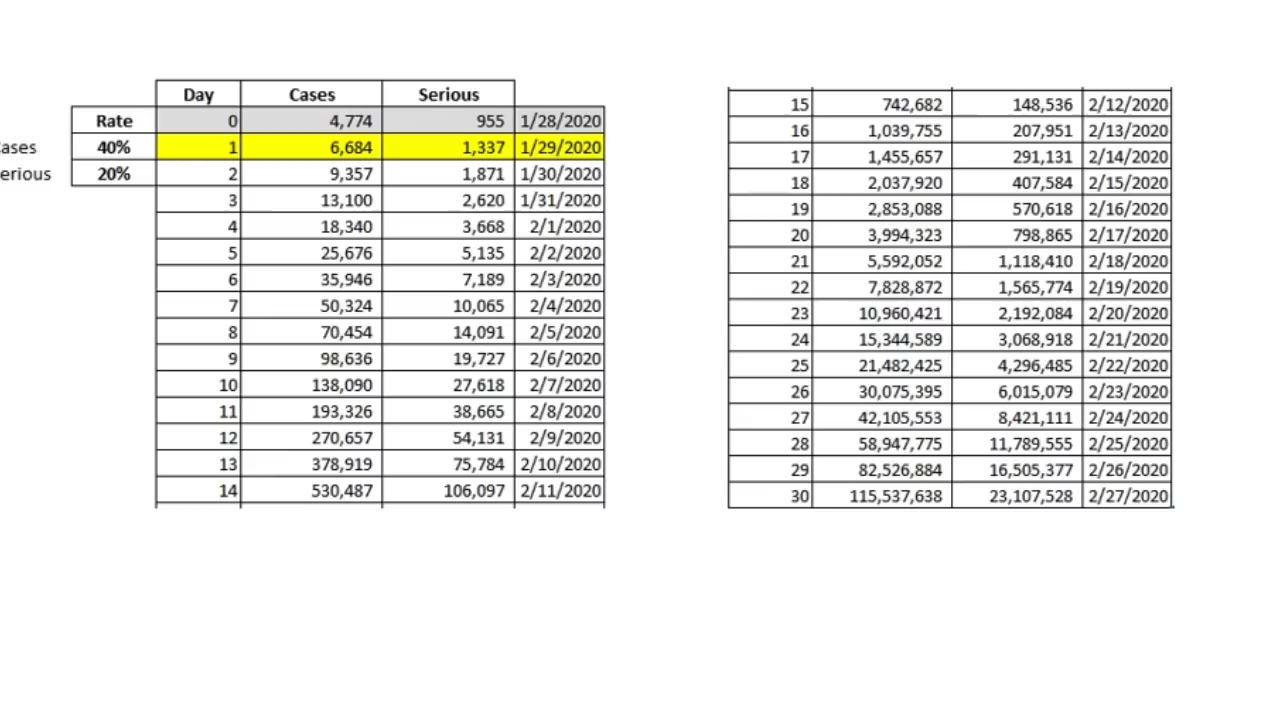 Day Cases Serious
Rate 0 4,774 955 1/28/2020
ases 40% 1 6,684 1,337 1/29/2020
erious 20% 2 9,357 1,871 1/30/2020
3 13,100 2,620 1/31/2020
4 18,340 3,668 2/1/2020
5 25,676 5,135 2/2/2020
6 35,946 7,189 2/3/2020
7 50,324 10,065 2/4/2020
8 70,454 14,091 2/5/2020
9 98,636 19,727 2/6/2020
10 138,090 27,618 2/7/2020
11 193,326 38,665 2/8/2020
12 270,657 54,131 2/9/2020
13 378,919 75,784 2/10/2020
14 530,487 106,097 2/11/2020
15 742,682 148,536 2/12/2020
16 1,039,755 207,951 2/13/2020
17 1,455,657 291,131 2/14/2020
18 2,037,920 407,584 2/15/2020
19 2,853,088 570,618 2/16/2020
20 3,994,323 798,865 2/17/2020
21 5,592,052 1,118,410 2/18/2020
22 7,828,872 1,565,774 2/19/2020
23 10,960,421 2,192,084 2/20/2020
24 15,344,589 3,068,918 2/21/2020
25 21,482,425 4,296,485 2/22/2020
26 30,075,395 6,015,079 2/23/2020
27 42,105,553 8,421,111 2/24/2020
28 58,947,775 11,789,555 2/25/2020
29 82,526,884 16,505,377 2/26/2020
30 115,537,638 23,107,528 2/27/2020